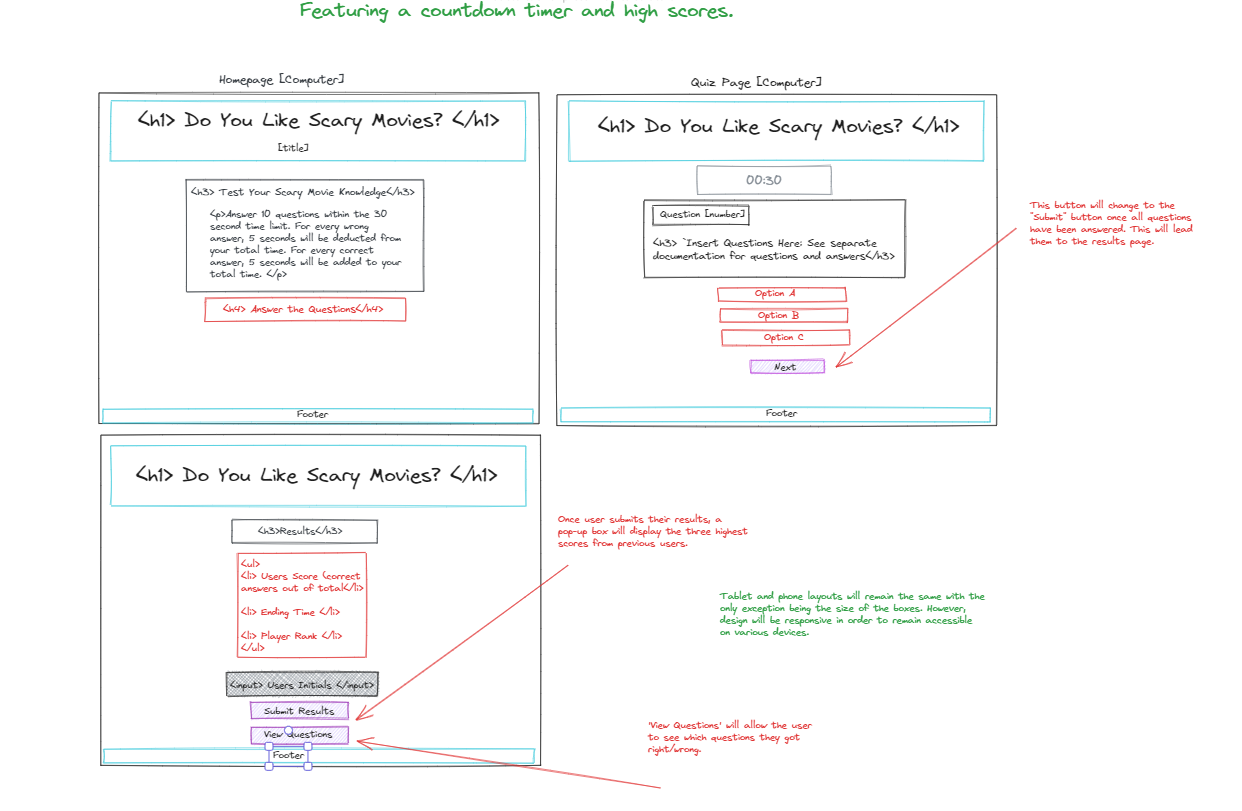 Featuring a countdown timer and high scores.
Homepage [Computer]
<h1> Do You Like Scary Movies? </h1>
[title]
<h3> Test Your Scary Movie Knowledge</h3>
<p>Answer 10 questions within the 30
second time limit. For every wrong
answer, 5 seconds will be deducted from
your total time. For every correct
answer, 5 seconds will be added to your
total time. </p>
<h4> Answer the Questions</h4>
Footer
Quiz Page [Computer]
<h1> Do You Like Scary Movies? </h1>
00:30
Question [number]
<h3> `Insert Questions Here: See separate
documentation for questions and answers</h3>
Option A
Option B
Option C
Next
Footer
This button will change to the
"Submit" button once all questions
have been answered. This will lead
them to the results page.
<h1> Do You Like Scary Movies? </h1>
<h3>Results</h3>
<ul>
<li> Users Score (correct
answers out of total</li>
<li> Ending Time </li>
<li> Player Rank </li>
</ul>
<input> Users Initials </input>
Submit Results
View Questions
Footer
Once user submits their results, a
pop-up box will display the three highest
scores from previous users.
Tablet and phone layouts will remain the same with the
only exception being the size of the boxes. However,
design will be responsive in order to remain accessible
on various devices.
'View Questions' will allow the user
to see which questions they got
right/wrong.